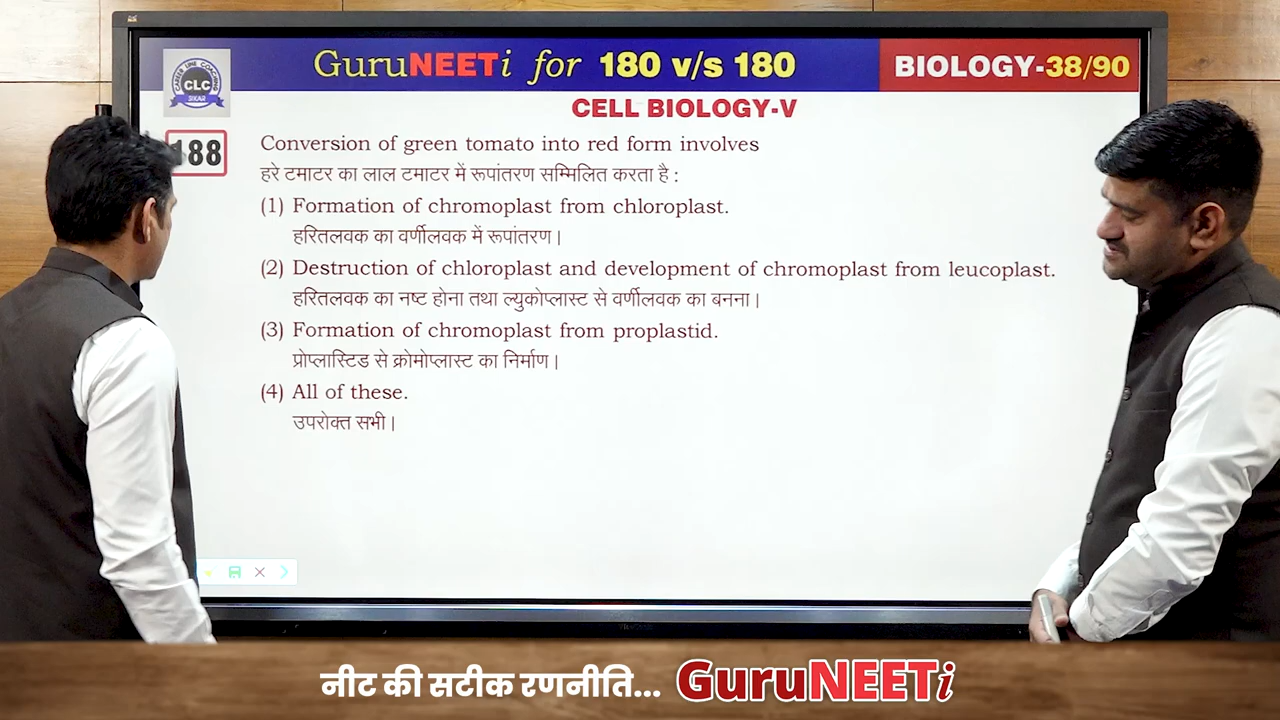 GuruNEETi for 180 v/s 180
BIOLOGY-38/90
CAREER LINE COACHING
CLC
SIKAR
CELL BIOLOGY-V
188
Conversion of green tomato into red form involves
हरे टमाटर का लाल टमाटर में रूपांतरण सम्मिलित करता है :
(1) Formation of chromoplast from chloroplast.
हरितलवक का वर्णीलवक में रूपांतरण।
(2) Destruction of chloroplast and development of chromoplast from leucoplast.
हरितलवक का नष्ट होना तथा ल्युकोप्लास्ट से वर्णीलवक का बनना।
(3) Formation of chromoplast from proplastid.
प्रोप्लास्टिड से क्रोमोप्लास्ट का निर्माण।
(4) All of these.
उपरोक्त सभी।
नीट की सटीक रणनीति... GuruNEETi